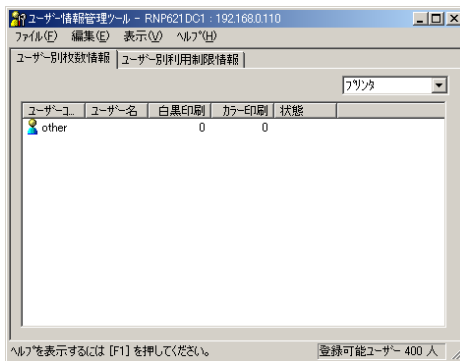 ユーザー情報管理ツール - RNP621DC1 : 192.168.0.110
ファイル(F) 編集(E) 表示(V) ヘルプ(H)
ユーザー別枚数情報 ユーザー別利用制限情報
プリンタ
ユーザーコ... ユーザー名 白黒印刷 カラー印刷 状態
other 0 0
ヘルプを表示するには [F1] を押してください。 登録可能ユーザー 400 人